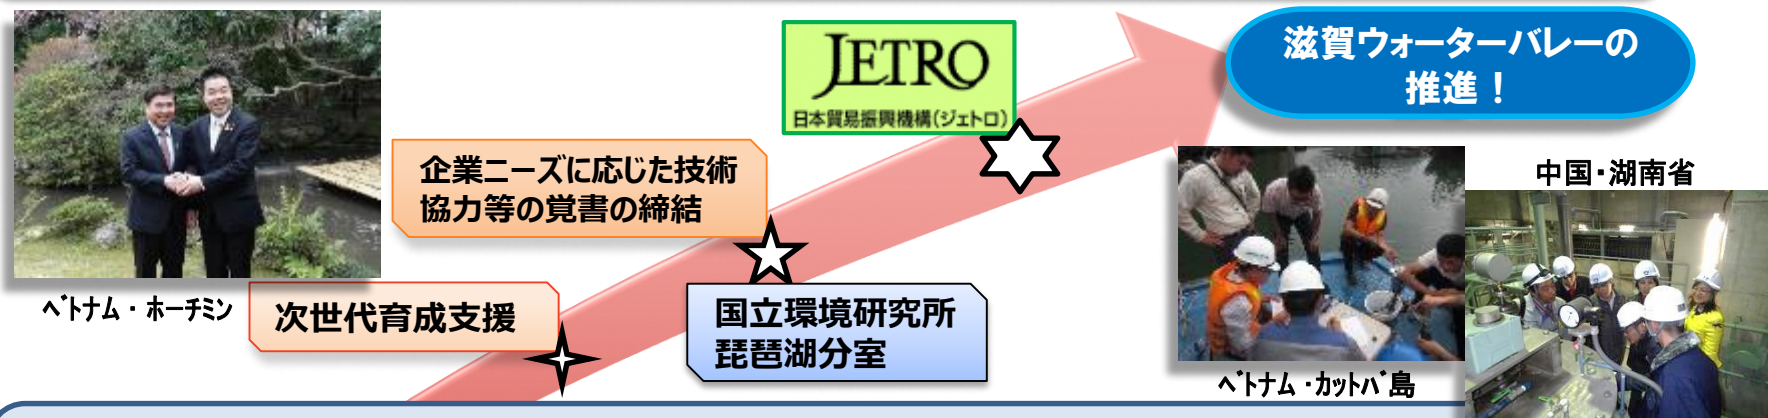 JETRO
日本貿易振興機構(ジェトロ)
滋賀ウォーターバレーの
推進！
企業ニーズに応じた技術
協力等の覚書の締結
中国・湖南省
ベトナム・ホーチミン
次世代育成支援
国立環境研究所
琵琶湖分室
ベトナム・カットバ島